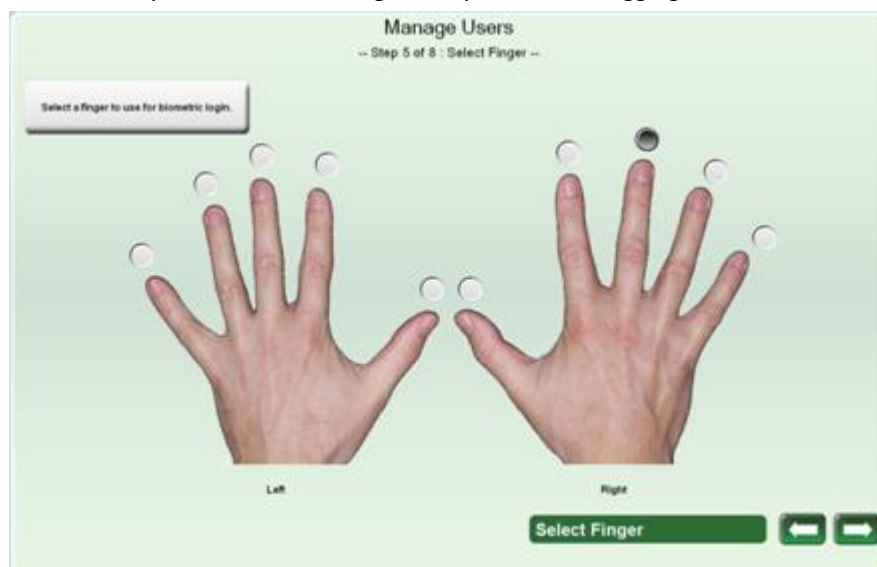 Manage Users
-- Step 5 of 8 : Select Finger --
Select a finger to use for biometric login.
Left
Right
Select Finger